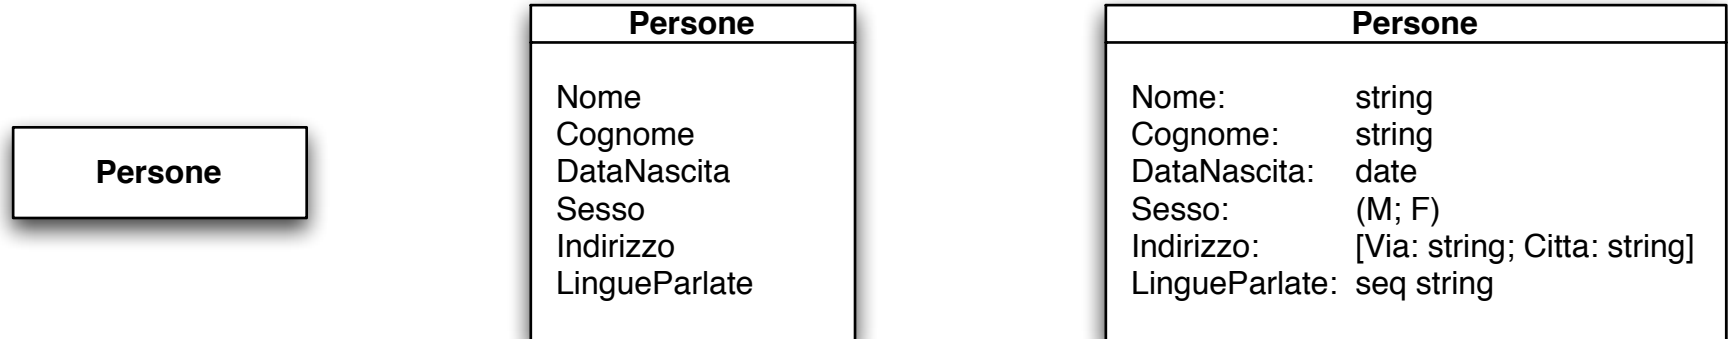 Persone
Persone
Nome
Cognome
DataNascita
Sesso
Indirizzo
LingueParlate
Persone
Nome: string
Cognome: string
DataNascita: date
Sesso: (M; F)
Indirizzo: [Via: string; Citta: string]
LingueParlate: seq string